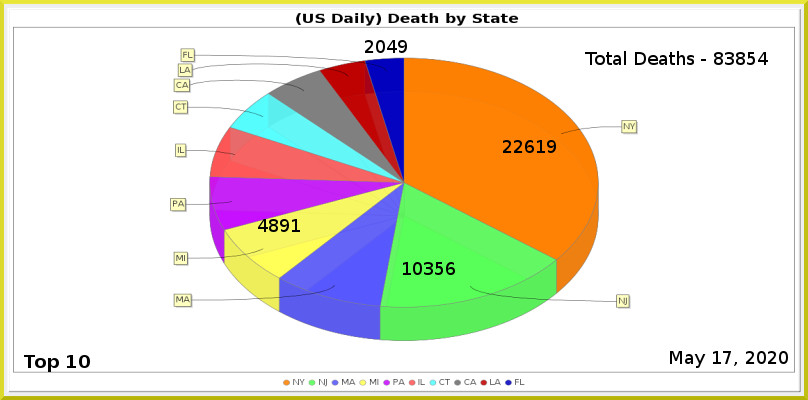 (US Daily) Death by State
2049
Total Deaths - 83854
FL
LA
CA
CT
IL
PA
MI
MA
NY
NJ
22619
4891
10356
Top 10
May 17, 2020
NY NJ MA MI PA IL CT CA LA FL